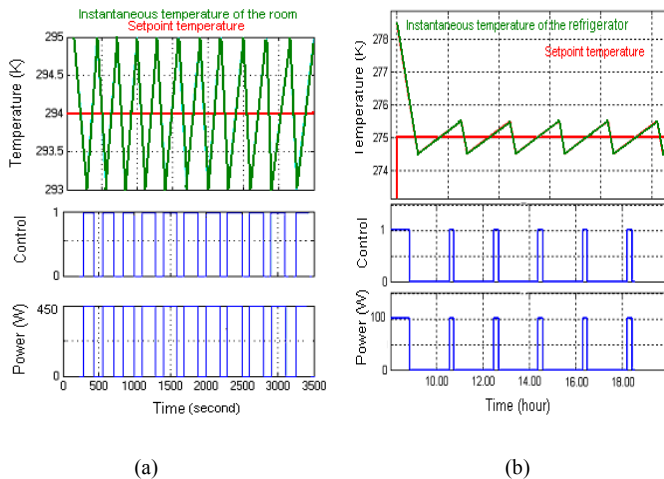 Instantaneous temperature of the room
Setpoint temperature
295
294.5
294
293.5
293
Temperature (K)
1
0
Control
450
0
Power (W)
0 500 1000 1500 2000 2500 3000 3500
Time (second)
(a)
Instantaneous temperature of the refrigerator
Setpoint temperature
278
277
276
275
274
Temperature (K)
1
0
Control
100
0
Power (W)
10.00 12.00 14.00 16.00 18.00
Time (hour)
(b)